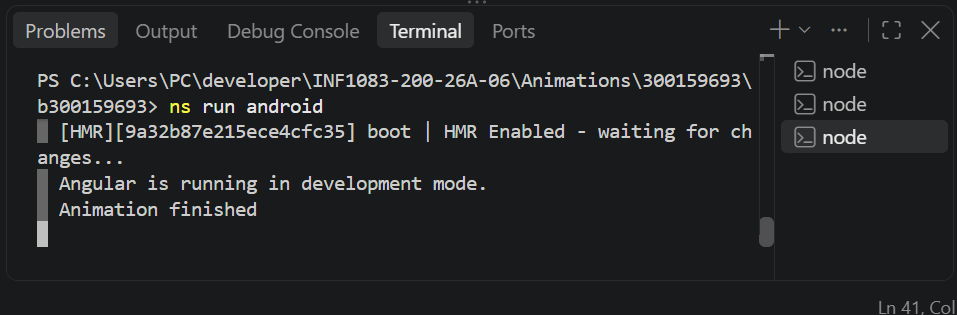 Problems Output Debug Console Terminal Ports
PS C:\Users\PC\developer\INF1083-200-26A-06\Animations\300159693\
b300159693> ns run android
[HMR][9a32b87e215ece4cfc35] boot | HMR Enabled - waiting for ch
anges...
Angular is running in development mode.
Animation finished
node
node
node
Ln 41, Col